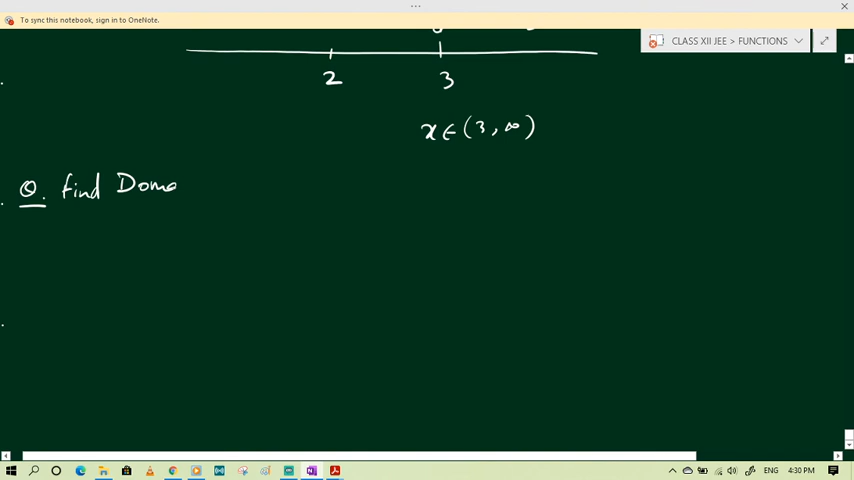 ...
To sync this notebook, sign in to OneNote.
CLASS XII JEE > FUNCTIONS
2 3
x ∈ (3, ∞)
Q. Find Doma
ENG 4:30 PM